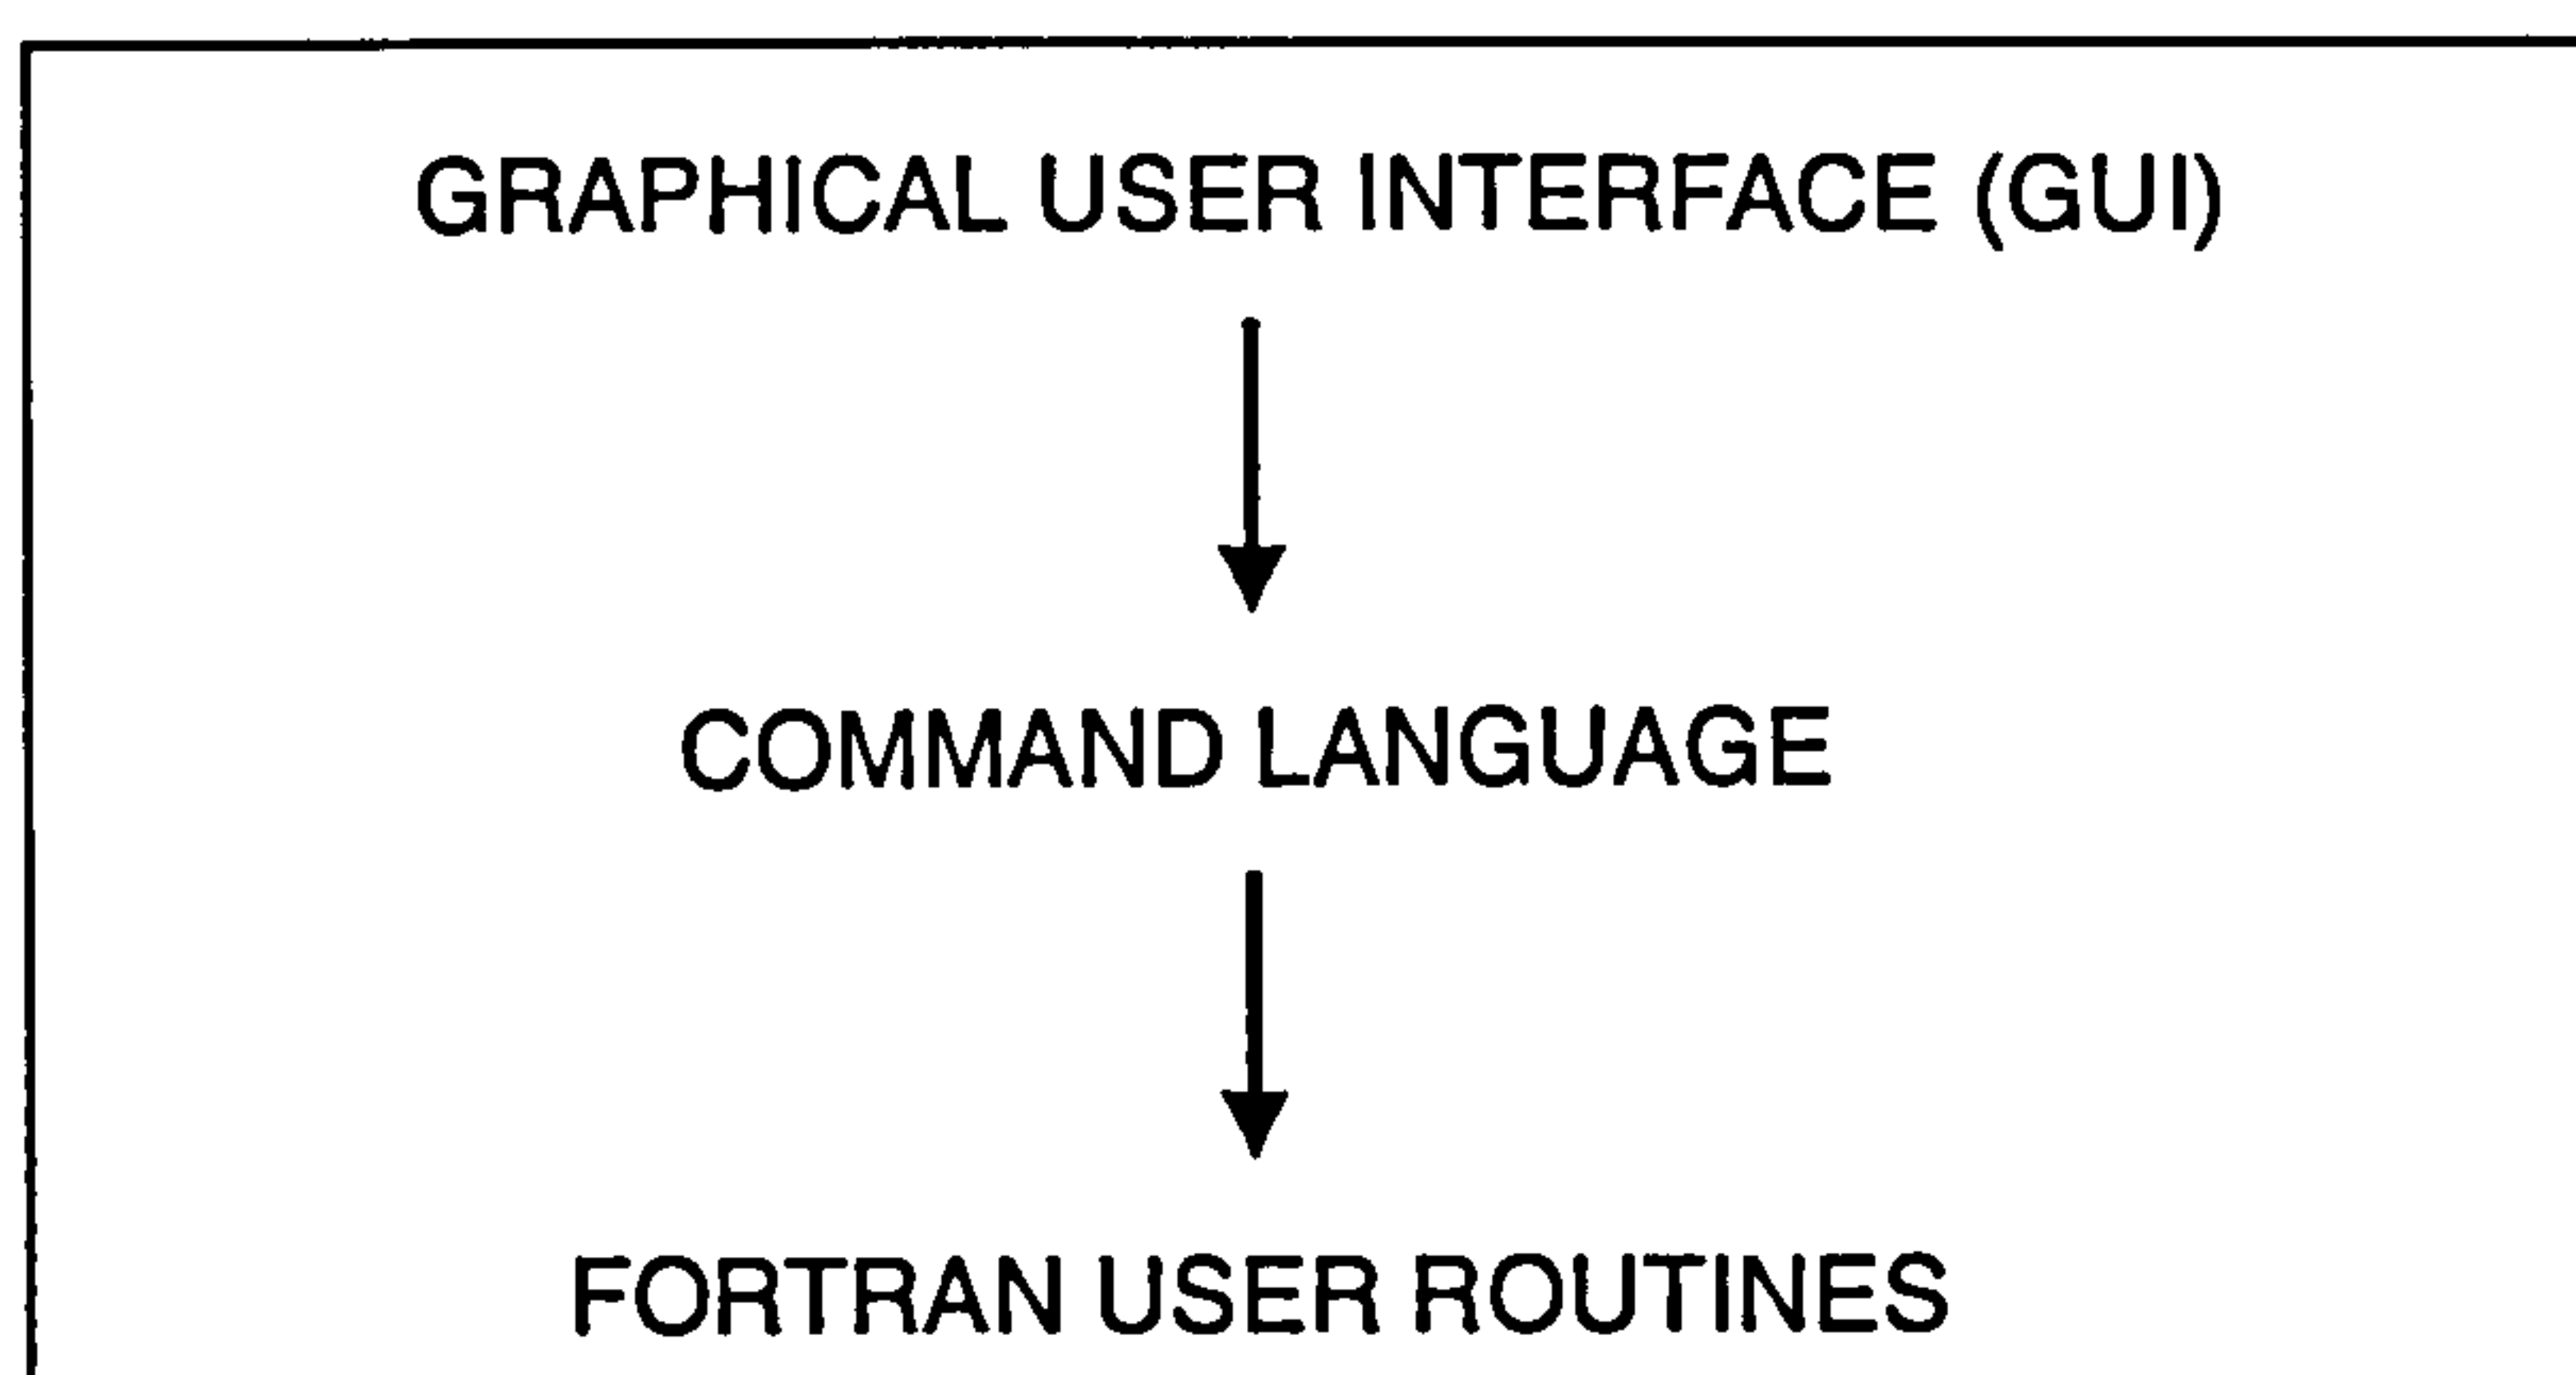 GRAPHICAL USER INTERFACE (GUI)
COMMAND LANGUAGE
FORTRAN USER ROUTINES